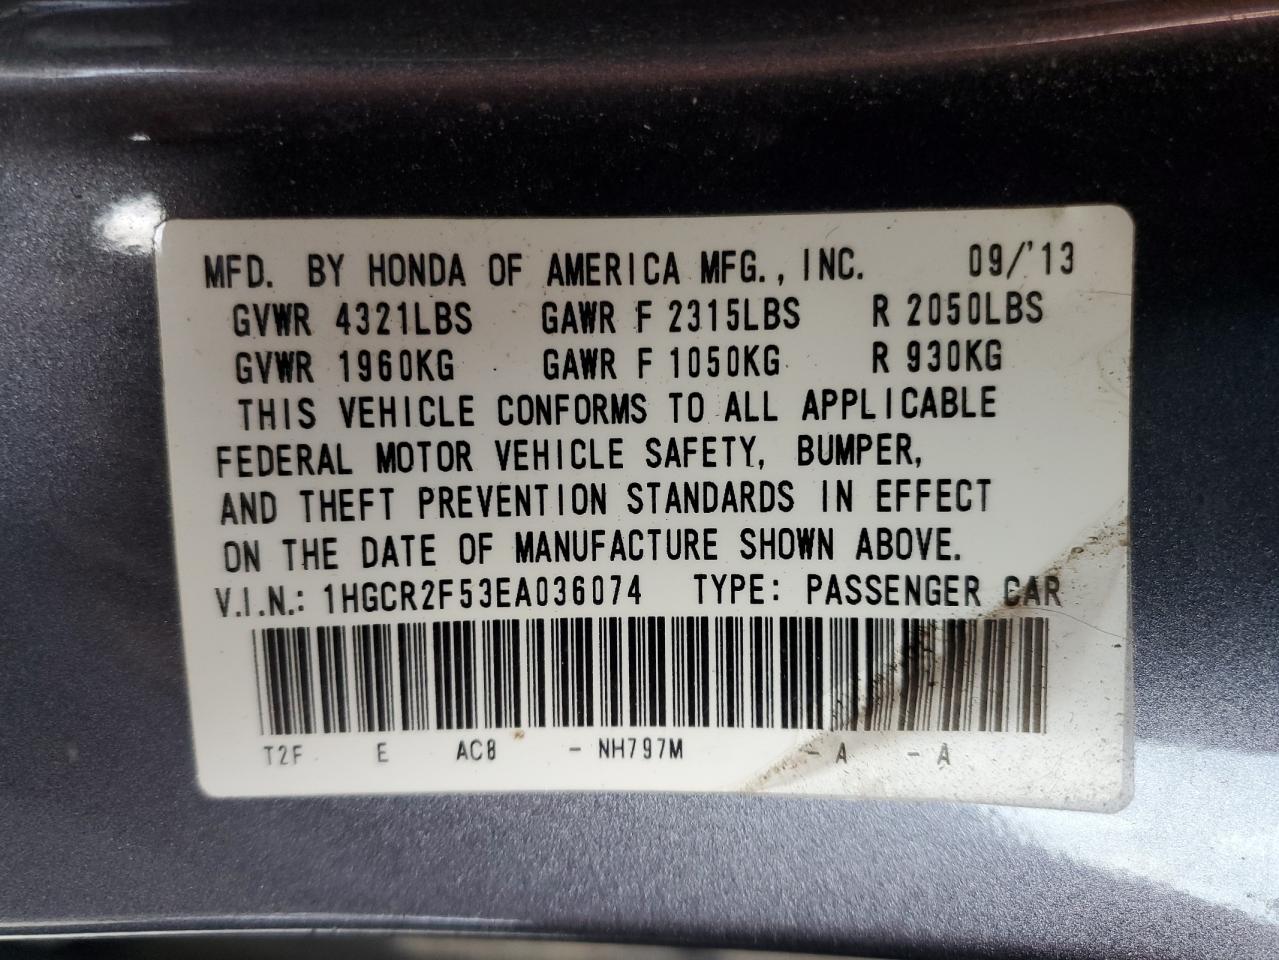 MFD. BY HONDA OF AMERICA MFG., INC. 09/'13
GVWR 4321LBS GAWR F 2315LBS R 2050LBS
GVWR 1960KG GAWR F 1050KG R 930KG
THIS VEHICLE CONFORMS TO ALL APPLICABLE
FEDERAL MOTOR VEHICLE SAFETY, BUMPER,
AND THEFT PREVENTION STANDARDS IN EFFECT
ON THE DATE OF MANUFACTURE SHOWN ABOVE.
V.I.N.: 1HGCR2F53EA036074 TYPE: PASSENGER CAR
T2F E AC8 - NH797M - A - A